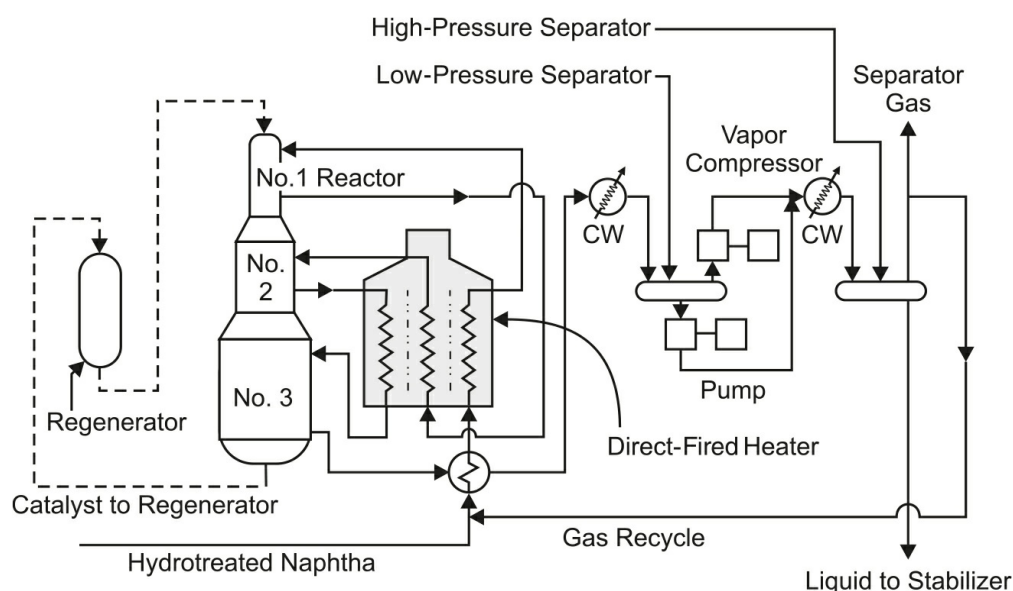 High-Pressure Separator
Low-Pressure Separator
Separator
Gas
Vapor
Compressor
No.1 Reactor
CW
CW
No.
2
No. 3
Regenerator
Pump
Direct-Fired Heater
Catalyst to Regenerator
Gas Recycle
Hydrotreated Naphtha
Liquid to Stabilizer